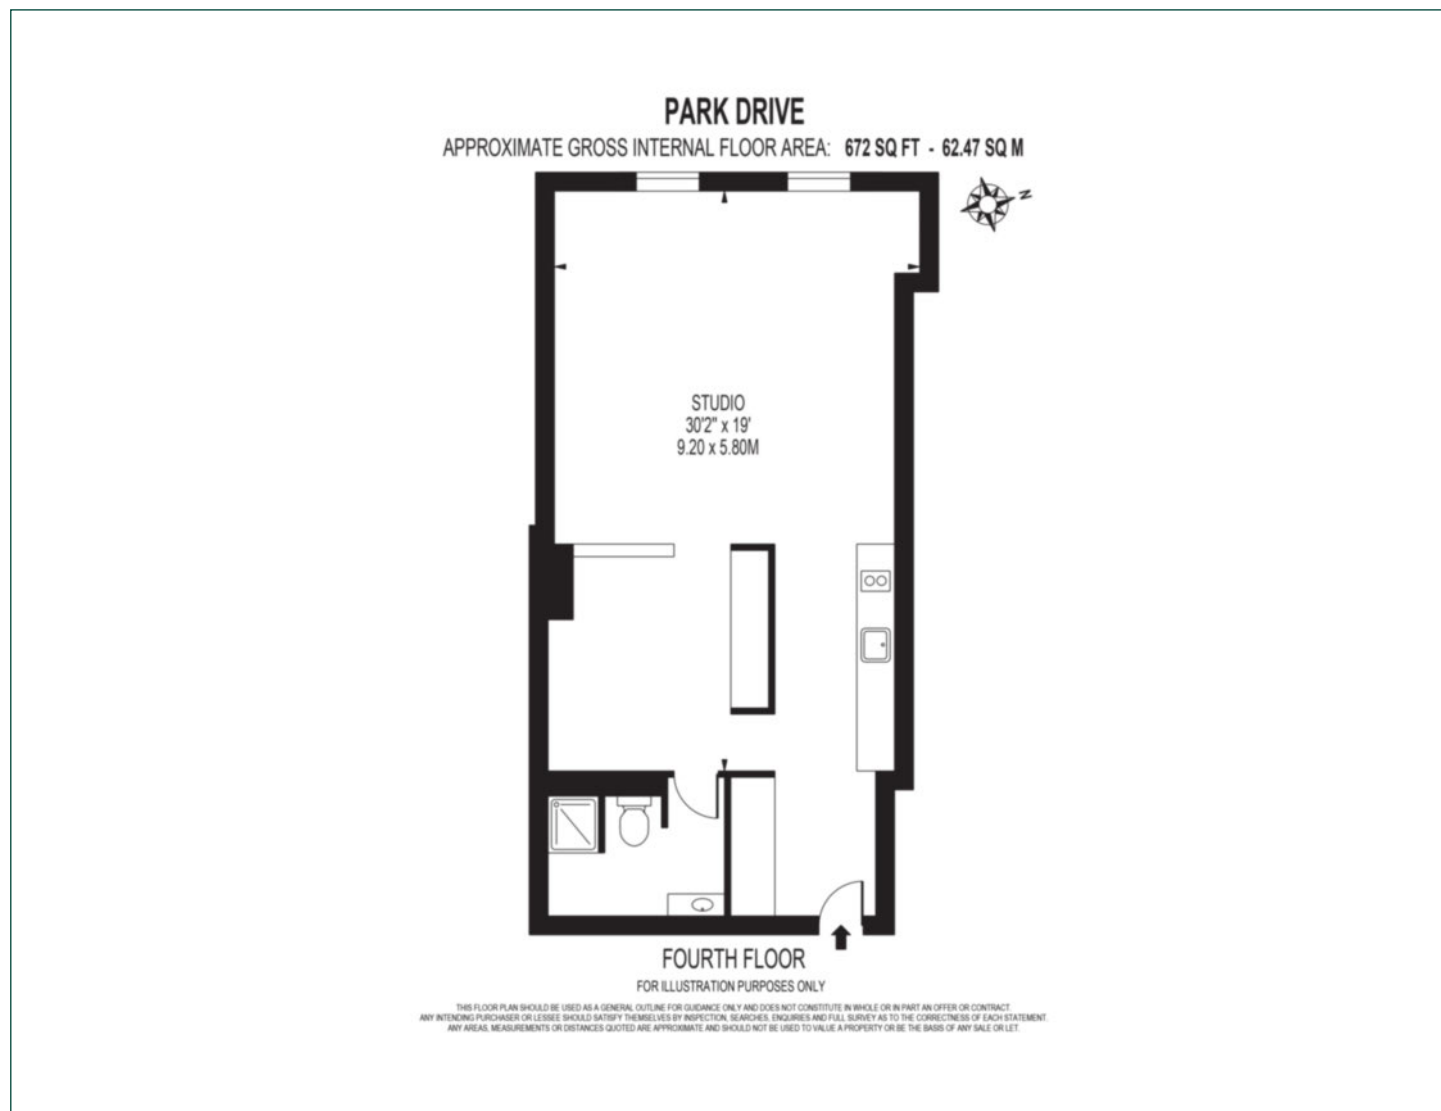 PARK DRIVE
APPROXIMATE GROSS INTERNAL FLOOR AREA: 672 SQ FT - 62.47 SQ M
N
STUDIO
30'2" x 19'
9.20 x 5.80M
FOURTH FLOOR
FOR ILLUSTRATION PURPOSES ONLY
THIS FLOOR PLAN SHOULD BE USED AS A GENERAL OUTLINE FOR GUIDANCE ONLY AND DOES NOT CONSTITUTE IN WHOLE OR IN PART AN OFFER OR CONTRACT.
ANY INTENDING PURCHASER OR LESSEE SHOULD SATISFY THEMSELVES BY INSPECTION, SEARCHES, ENQUIRIES AND FULL SURVEY AS TO THE CORRECTNESS OF EACH STATEMENT.
ANY AREAS, MEASUREMENTS OR DISTANCES QUOTED ARE APPROXIMATE AND SHOULD NOT BE USED TO VALUE A PROPERTY OR BE THE BASIS OF ANY SALE OR LET.